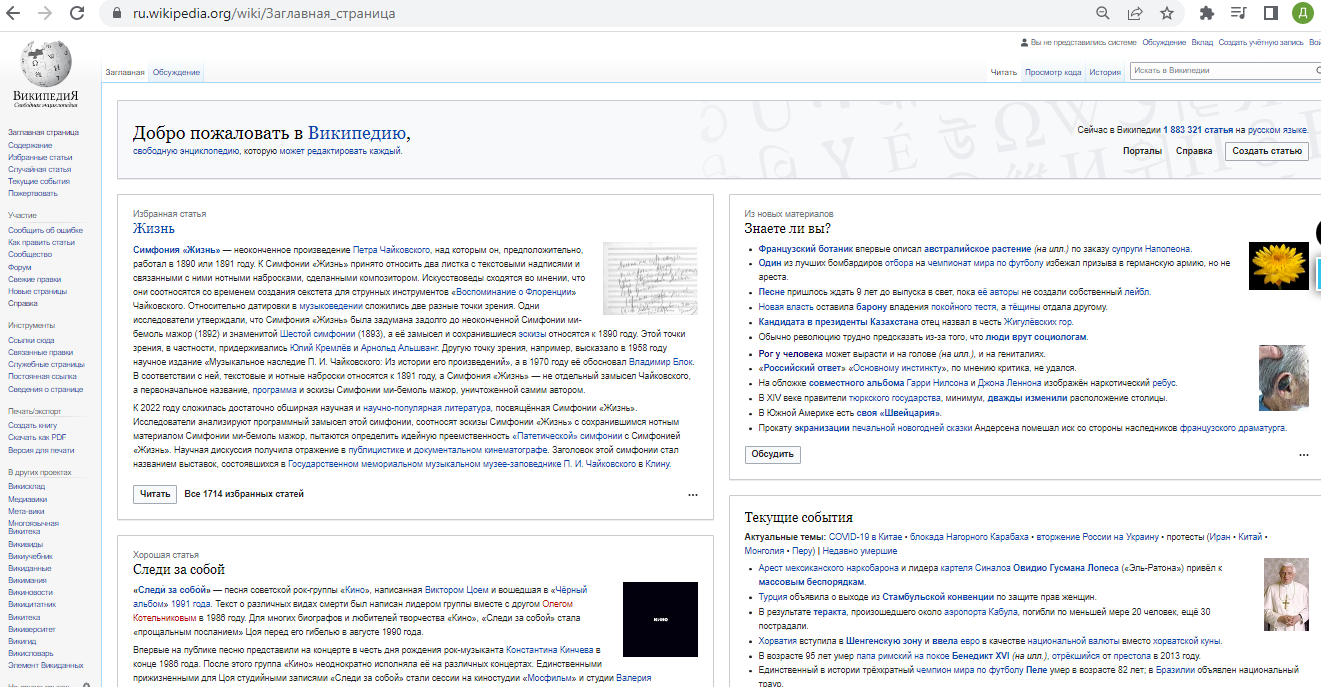 ru.wikipedia.org/wiki/Заглавная_страница
Д
Вы не представились системе Обсуждение Вклад Создать учётную запись Вой
ВикипедиЯ
Свободная энциклопедия
Заглавная Обсуждение
Читать Просмотр кода История
Искать в Википедии
Заглавная страница
Содержание
Избранные статьи
Случайная статья
Текущие события
Пожертвовать
Участие
Сообщить об ошибке
Как править статьи
Сообщество
Форум
Свежие правки
Новые страницы
Справка
Инструменты
Ссылки сюда
Связанные правки
Служебные страницы
Постоянная ссылка
Сведения о странице
Печать/экспорт
Создать книгу
Скачать как PDF
Версия для печати
В других проектах
Викисклад
Медиавики
Мета-вики
Многоязычная
Викитека
Викивиды
Викиучебник
Викиданные
Викимания
Викиновости
Викицитатник
Викитека
Викиверситет
Викигид
Викисловарь
Элемент Викиданных
Добро пожаловать в Википедию,
свободную энциклопедию, которую может редактировать каждый.
Сейчас в Википедии 1 883 321 статья на русском языке.
Порталы Справка Создать статью
Избранная статья
Жизнь
Симфония «Жизнь» — неоконченное произведение Петра Чайковского, над которым он, предположительно,
работал в 1890 или 1891 году. К Симфонии «Жизнь» принято относить два листка с текстовыми надписями и
связанными с ними нотными набросками, сделанными композитором. Искусствоведы сходятся во мнении, что
они соотносятся со временем создания секстета для струнных инструментов «Воспоминание о Флоренции»
Чайковского. Относительно датировки в музыковедении сложились две разные точки зрения. Одни
исследователи утверждали, что Симфония «Жизнь» была задумана задолго до неоконченной Симфонии ми-
бемоль мажор (1892) и знаменитой Шестой симфонии (1893), а её замысел и сохранившиеся эскизы относятся к 1890 году. Этой точки
зрения, в частности, придерживались Юлий Кремлёв и Арнольд Альшванг. Другую точку зрения, например, высказало в 1958 году
научное издание «Музыкальное наследие П. И. Чайковского: Из истории его произведений», а в 1970 году её обосновал Владимир Блок.
В соответствии с ней, текстовые и нотные наброски относятся к 1891 году, а Симфония «Жизнь» — не отдельный замысел Чайковского,
а первоначальное название, программа и эскизы Симфонии ми-бемоль мажор, уничтоженной самим автором.
К 2022 году сложилась достаточно обширная научная и научно-популярная литература, посвящённая Симфонии «Жизнь».
Исследователи анализируют программный замысел этой симфонии, соотносят эскизы Симфонии «Жизнь» с сохранившимся нотным
материалом Симфонии ми-бемоль мажор, пытаются определить идейную преемственность «Патетической» симфонии с Симфонией
«Жизнь». Научная дискуссия получила отражение в публицистике и документальном кинематографе. Заголовок этой симфонии стал
названием выставок, состоявшихся в Государственном мемориальном музыкальном музее-заповеднике П. И. Чайковского в Клину.
Читать Все 1714 избранных статей
Хорошая статья
Следи за собой
«Следи́ за собо́й» — песня советской рок-группы «Кино», написанная Виктором Цоем и вошедшая в «Чёрный
альбом» 1991 года. Текст о различных видах смерти был написан лидером группы вместе с другом Олегом
Котельниковым в 1986 году. Для многих биографов и любителей творчества «Кино», «Следи за собой» стала
«прощальным посланием» Цоя перед его гибелью в августе 1990 года.
Впервые на публике песню представили на концерте в честь дня рождения рок-музыканта Константина Кинчева в
конце 1986 года. После этого группа «Кино» неоднократно исполняла её на различных концертах. Единственными
прижизненными для Цоя студийными записями «Следи за собой» стали сессии на киностудии «Мосфильм» и студии Валерия
КИНО
Из новых материалов
Знаете ли вы?
Французский ботаник впервые описал австралийское растение (на илл.) по заказу супруги Наполеона.
Один из лучших бомбардиров отбора на чемпионат мира по футболу избежал призыва в германскую армию, но не
ареста.
Песне пришлось ждать 9 лет до выпуска в свет, пока её авторы не создали собственный лейбл.
Новая власть оставила барону владения покойного тестя, а тёщины отдала другому.
Кандидата в президенты Казахстана отец назвал в честь Жигулёвских гор.
Обычно революцию трудно предсказать из-за того, что люди врут социологам.
Рог у человека может вырасти и на голове (на илл.), и на гениталиях.
«Российский ответ» «Основному инстинкту», по мнению критика, не удался.
На обложке совместного альбома Гарри Нилсона и Джона Леннона изображён наркотический ребус.
В XIV веке правители тюркского государства, минимум, дважды изменили расположение столицы.
В Южной Америке есть своя «Швейцария».
Прокату экранизации печальной новогодней сказки Андерсена помешал иск со стороны наследников французского драматурга.
Обсудить
Текущие события
Актуальные темы: COVID-19 в Китае • блокада Нагорного Карабаха • вторжение России на Украину • протесты (Иран • Китай •
Монголия • Перу) | Недавно умершие
Арест мексиканского наркобарона и лидера картеля Синалоа Овидио Гусмана Лопеса («Эль-Ратона») привёл к
массовым беспорядкам.
Турция объявила о выходе из Стамбульской конвенции по защите прав женщин.
В результате теракта, произошедшего около аэропорта Кабула, погибли по меньшей мере 20 человек, ещё 30
пострадали.
Хорватия вступила в Шенгенскую зону и ввела евро в качестве национальной валюты вместо хорватской куны.
В возрасте 95 лет умер папа римский на покое Бенедикт XVI (на илл.), отрёкшийся от престола в 2013 году.
Единственный в истории трёхкратный чемпион мира по футболу Пеле умер в возрасте 82 лет; в Бразилии объявлен национальный
траур.